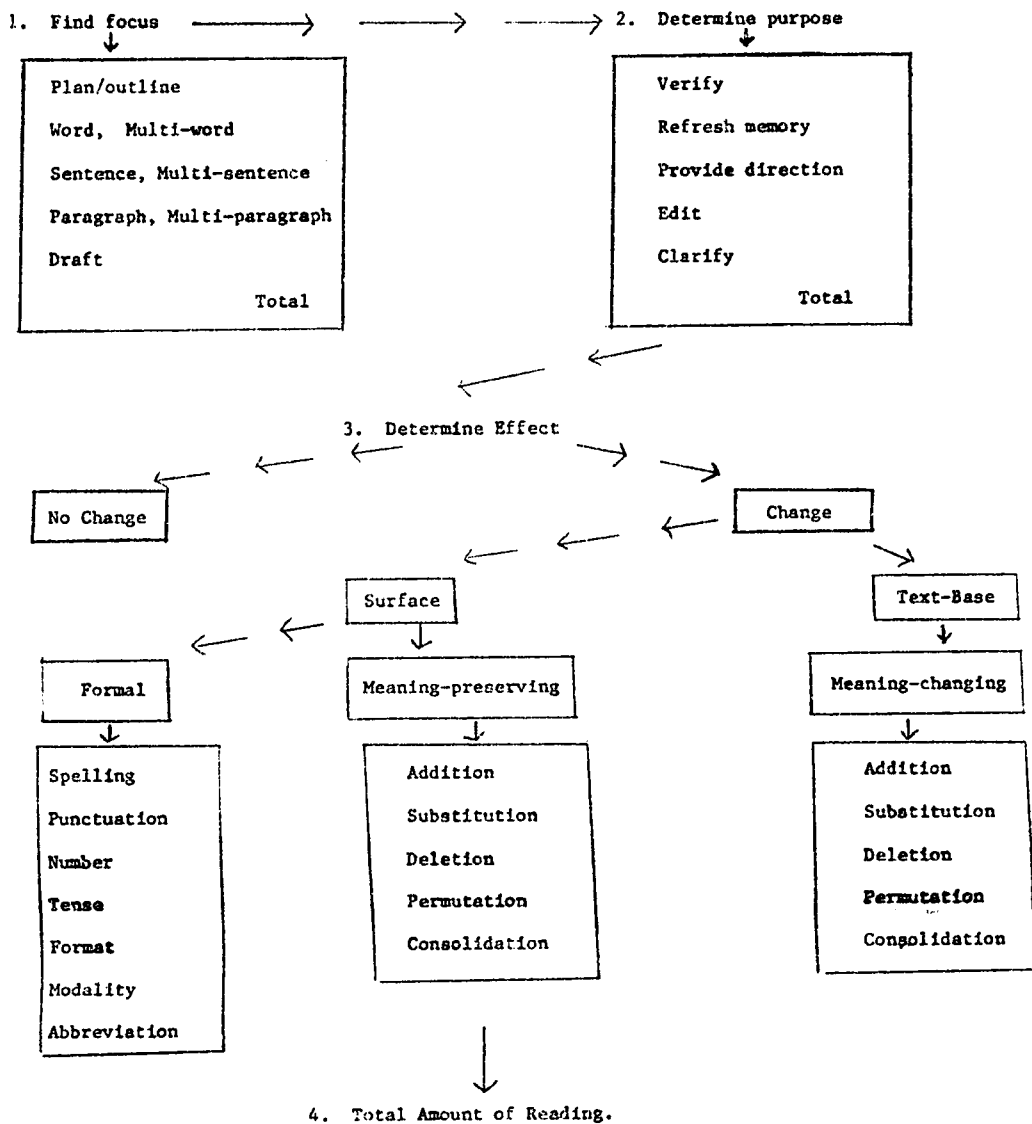 1. Find focus
2. Determine purpose
Plan/outline
Word, Multi-word
Sentence, Multi-sentence
Paragraph, Multi-paragraph
Draft
Total
Verify
Refresh memory
Provide direction
Edit
Clarify
Total
3. Determine Effect
No Change
Change
Surface
Text-Base
Formal
Meaning-preserving
Meaning-changing
Spelling
Punctuation
Number
Tense
Format
Modality
Abbreviation
Addition
Substitution
Deletion
Permutation
Consolidation
Addition
Substitution
Deletion
Permutation
Consolidation
4. Total Amount of Reading.